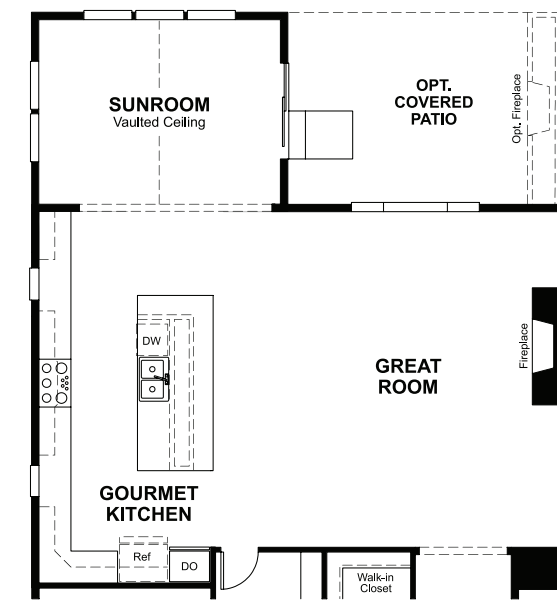 SUNROOM
Vaulted Ceiling
OPT.
COVERED
PATIO
Opt. Fireplace
DW
GREAT
ROOM
Fireplace
GOURMET
KITCHEN
Ref
DO
Walk-in
Closet